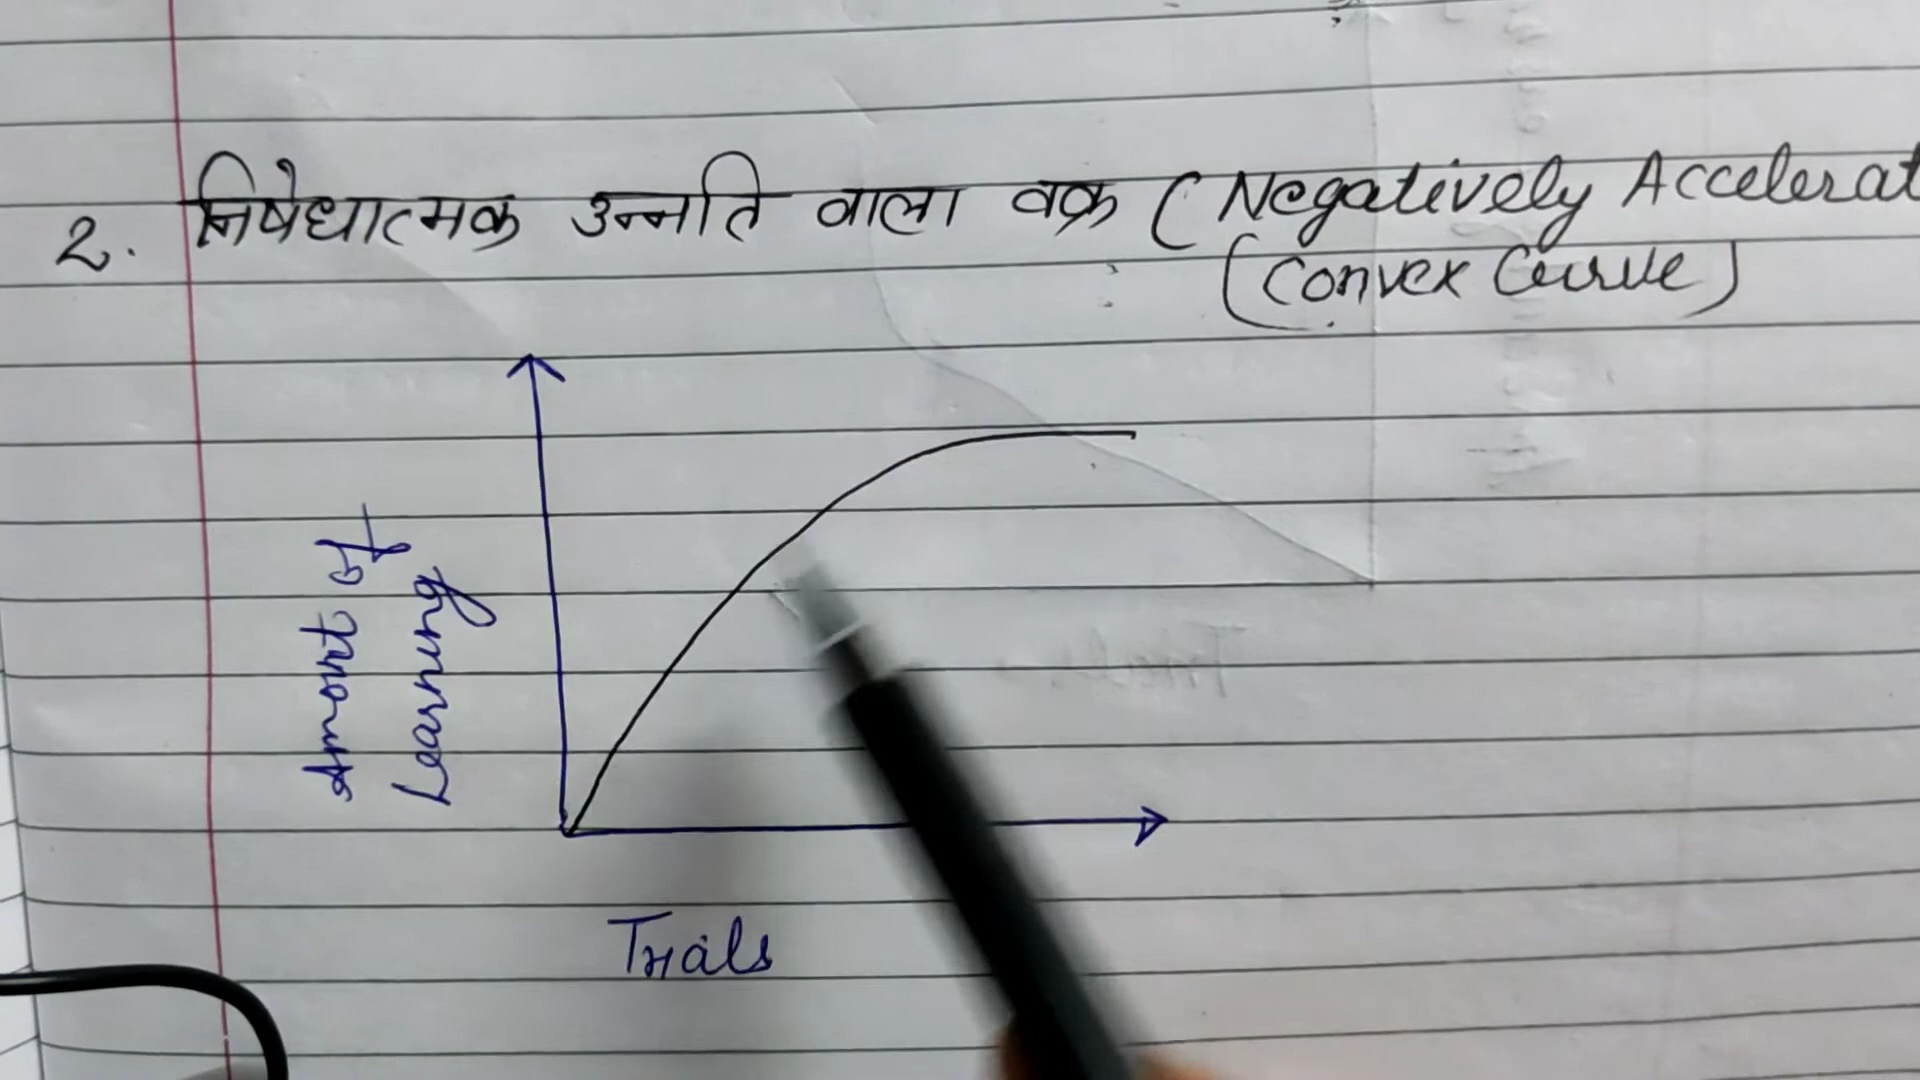 2. निषेधात्मक उन्नति वाला वक्र ( Negatively Accelerat
(Convex Curve)
Amount of
Learning
Trials